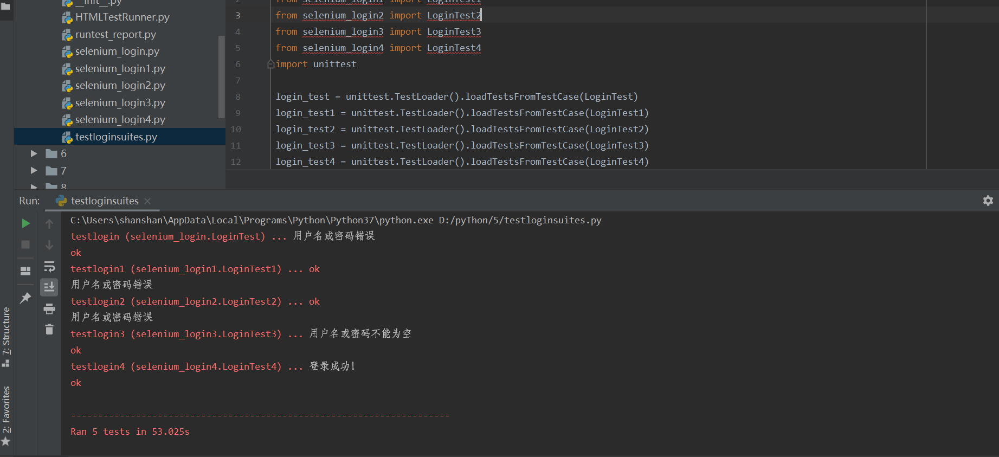 __init__.py
HTMLTestRunner.py
runtest_report.py
selenium_login.py
selenium_login1.py
selenium_login2.py
selenium_login3.py
selenium_login4.py
testloginsuites.py
6
7
8
2 from selenium_login1 import LoginTest1
3 from selenium_login2 import LoginTest2
4 from selenium_login3 import LoginTest3
5 from selenium_login4 import LoginTest4
6 import unittest
7
8 login_test = unittest.TestLoader().loadTestsFromTestCase(LoginTest)
9 login_test1 = unittest.TestLoader().loadTestsFromTestCase(LoginTest1)
10 login_test2 = unittest.TestLoader().loadTestsFromTestCase(LoginTest2)
11 login_test3 = unittest.TestLoader().loadTestsFromTestCase(LoginTest3)
12 login_test4 = unittest.TestLoader().loadTestsFromTestCase(LoginTest4)
Run: testloginsuites
C:\Users\shanshan\AppData\Local\Programs\Python\Python37\python.exe D:/pyThon/5/testloginsuites.py
testlogin (selenium_login.LoginTest) ... 用户名或密码错误
ok
testlogin1 (selenium_login1.LoginTest1) ... ok
用户名或密码错误
testlogin2 (selenium_login2.LoginTest2) ... ok
用户名或密码错误
testlogin3 (selenium_login3.LoginTest3) ... 用户名或密码不能为空
ok
testlogin4 (selenium_login4.LoginTest4) ... 登录成功!
ok
----------------------------------------------------------------------
Ran 5 tests in 53.025s
7: Structure
2: Favorites